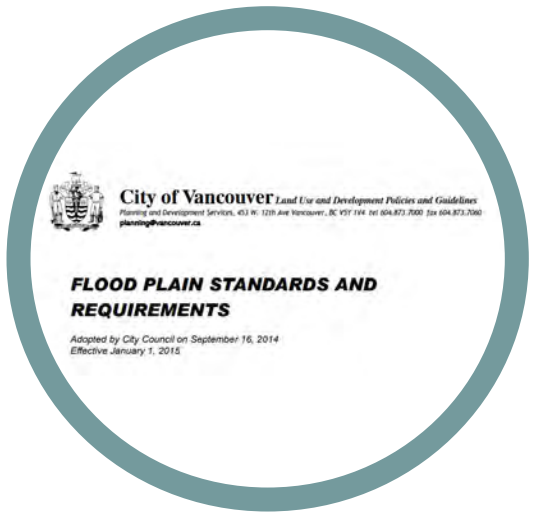 City of Vancouver Land Use and Development Policies and Guidelines
Planning and Development Services, 453 W. 12th Ave Vancouver, BC V5Y 1V4 tel 604.873.7000 fax 604.873.7060
planning@vancouver.ca
FLOOD PLAIN STANDARDS AND
REQUIREMENTS
Adopted by City Council on September 16, 2014
Effective January 1, 2015